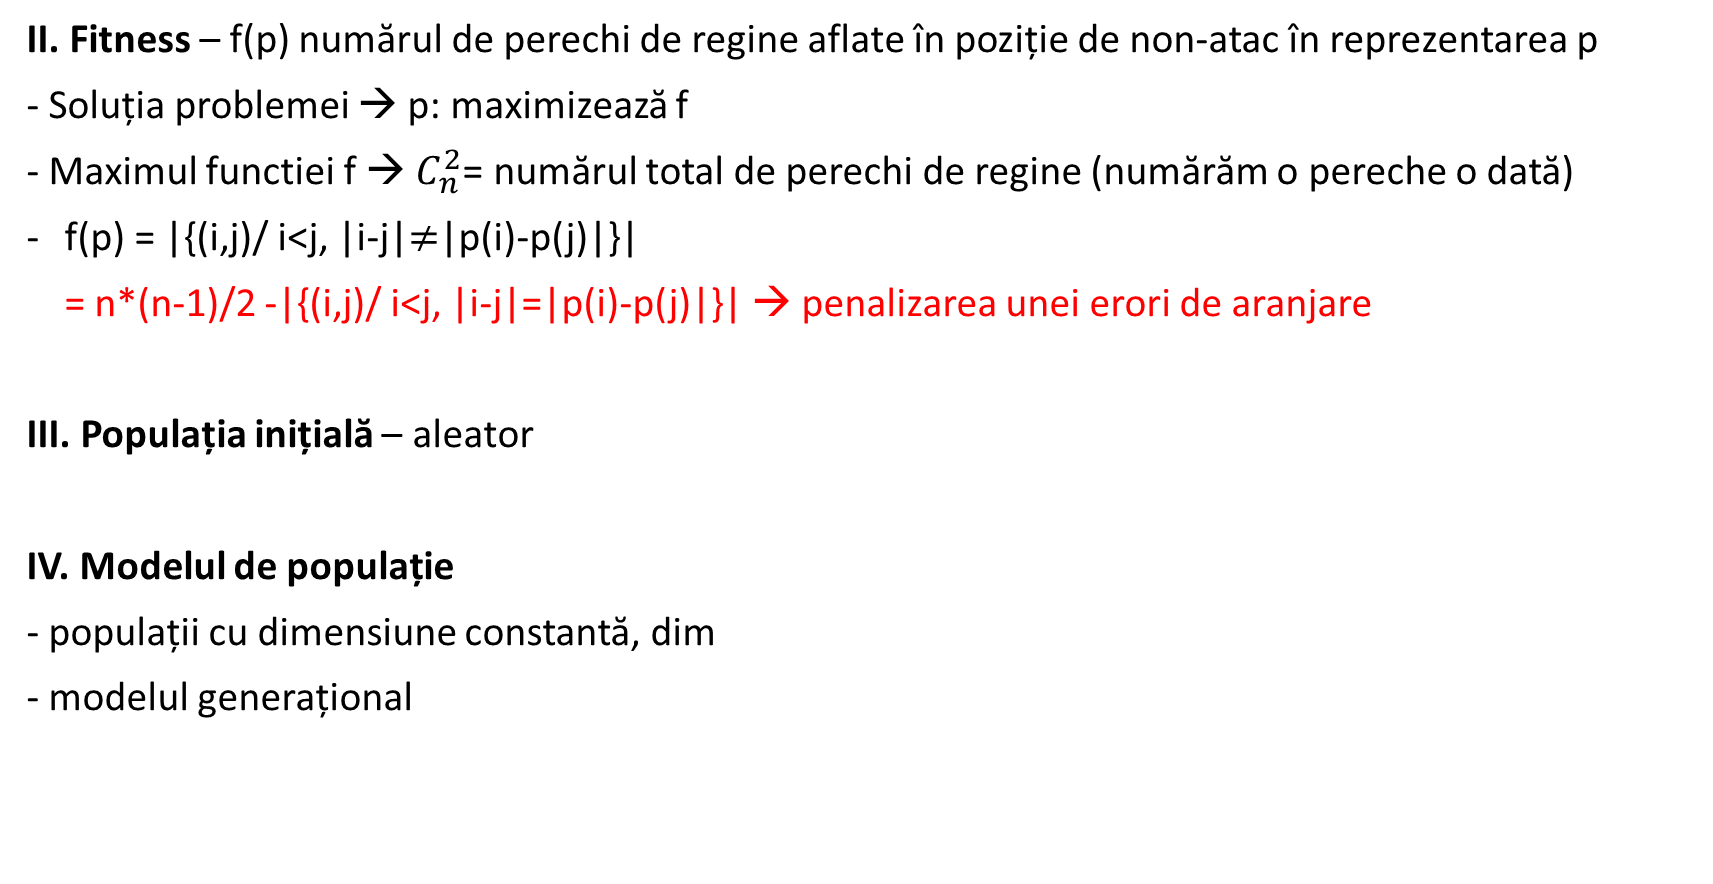 II. Fitness – f(p) numărul de perechi de regine aflate în poziție de non-atac în reprezentarea p
- Soluția problemei → p: maximizează f
- Maximul functiei f → $C_n^2$= numărul total de perechi de regine (numărăm o pereche o dată)
- f(p) = |{(i,j)/ i<j, |i-j|≠|p(i)-p(j)|}|
= n*(n-1)/2 -|{(i,j)/ i<j, |i-j|=|p(i)-p(j)|}| → penalizarea unei erori de aranjare
III. Populația inițială – aleator
IV. Modelul de populație
- populații cu dimensiune constantă, dim
- modelul generațional